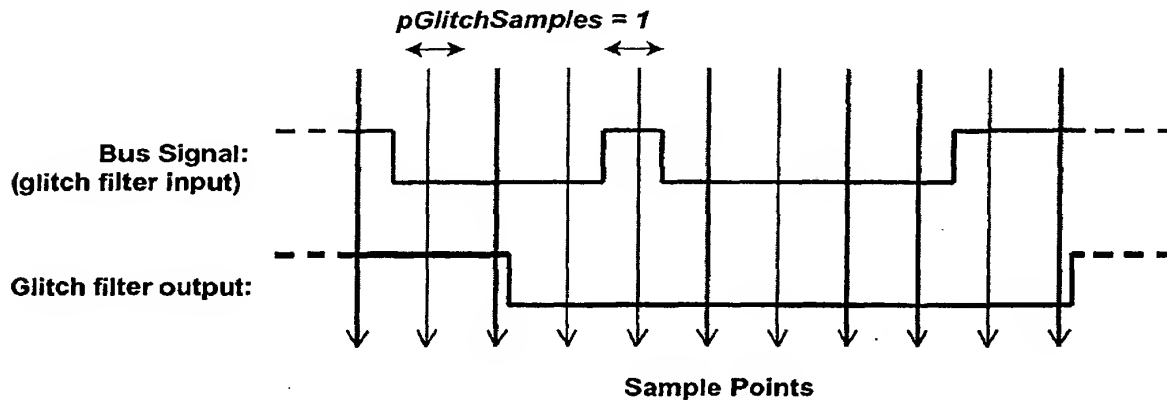 pGlitchSamples = 1
Bus Signal:
(glitch filter input)
Glitch filter output:
Sample Points